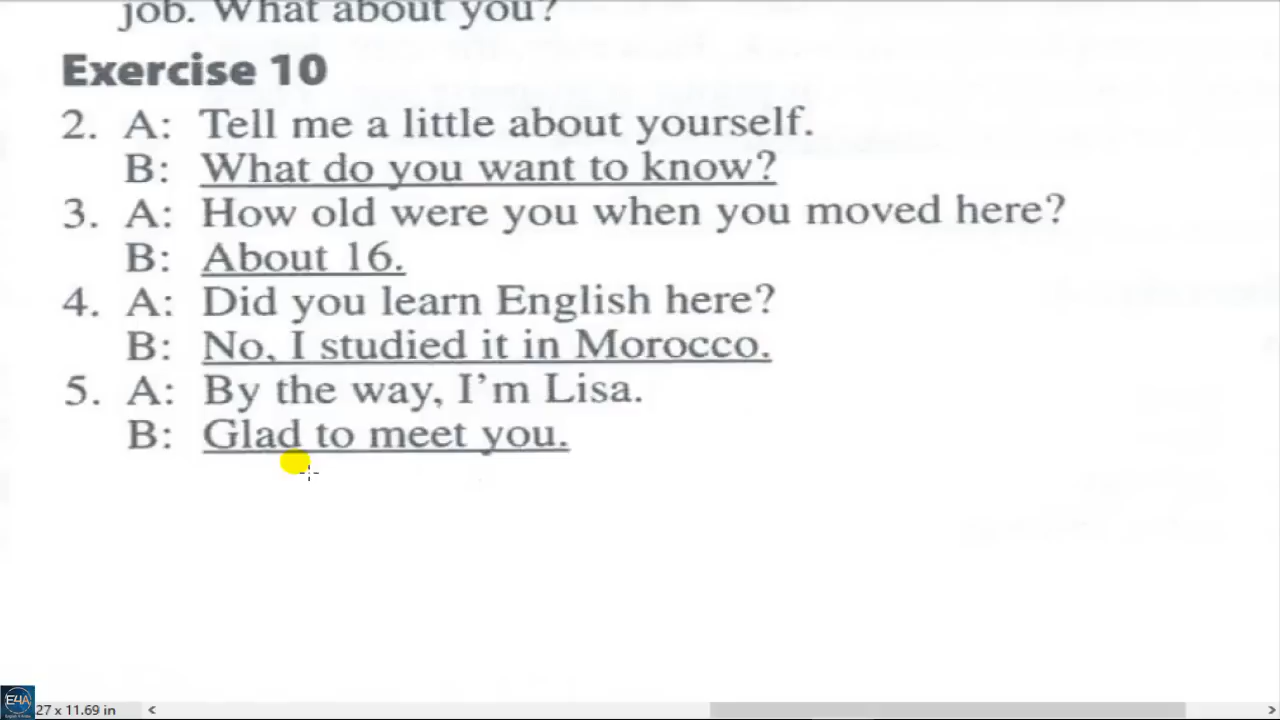 job. What about you?
Exercise 10
2. A: Tell me a little about yourself.
B: What do you want to know?
3. A: How old were you when you moved here?
B: About 16.
4. A: Did you learn English here?
B: No, I studied it in Morocco.
5. A: By the way, I'm Lisa.
B: Glad to meet you.
E4A
27 x 11.69 in